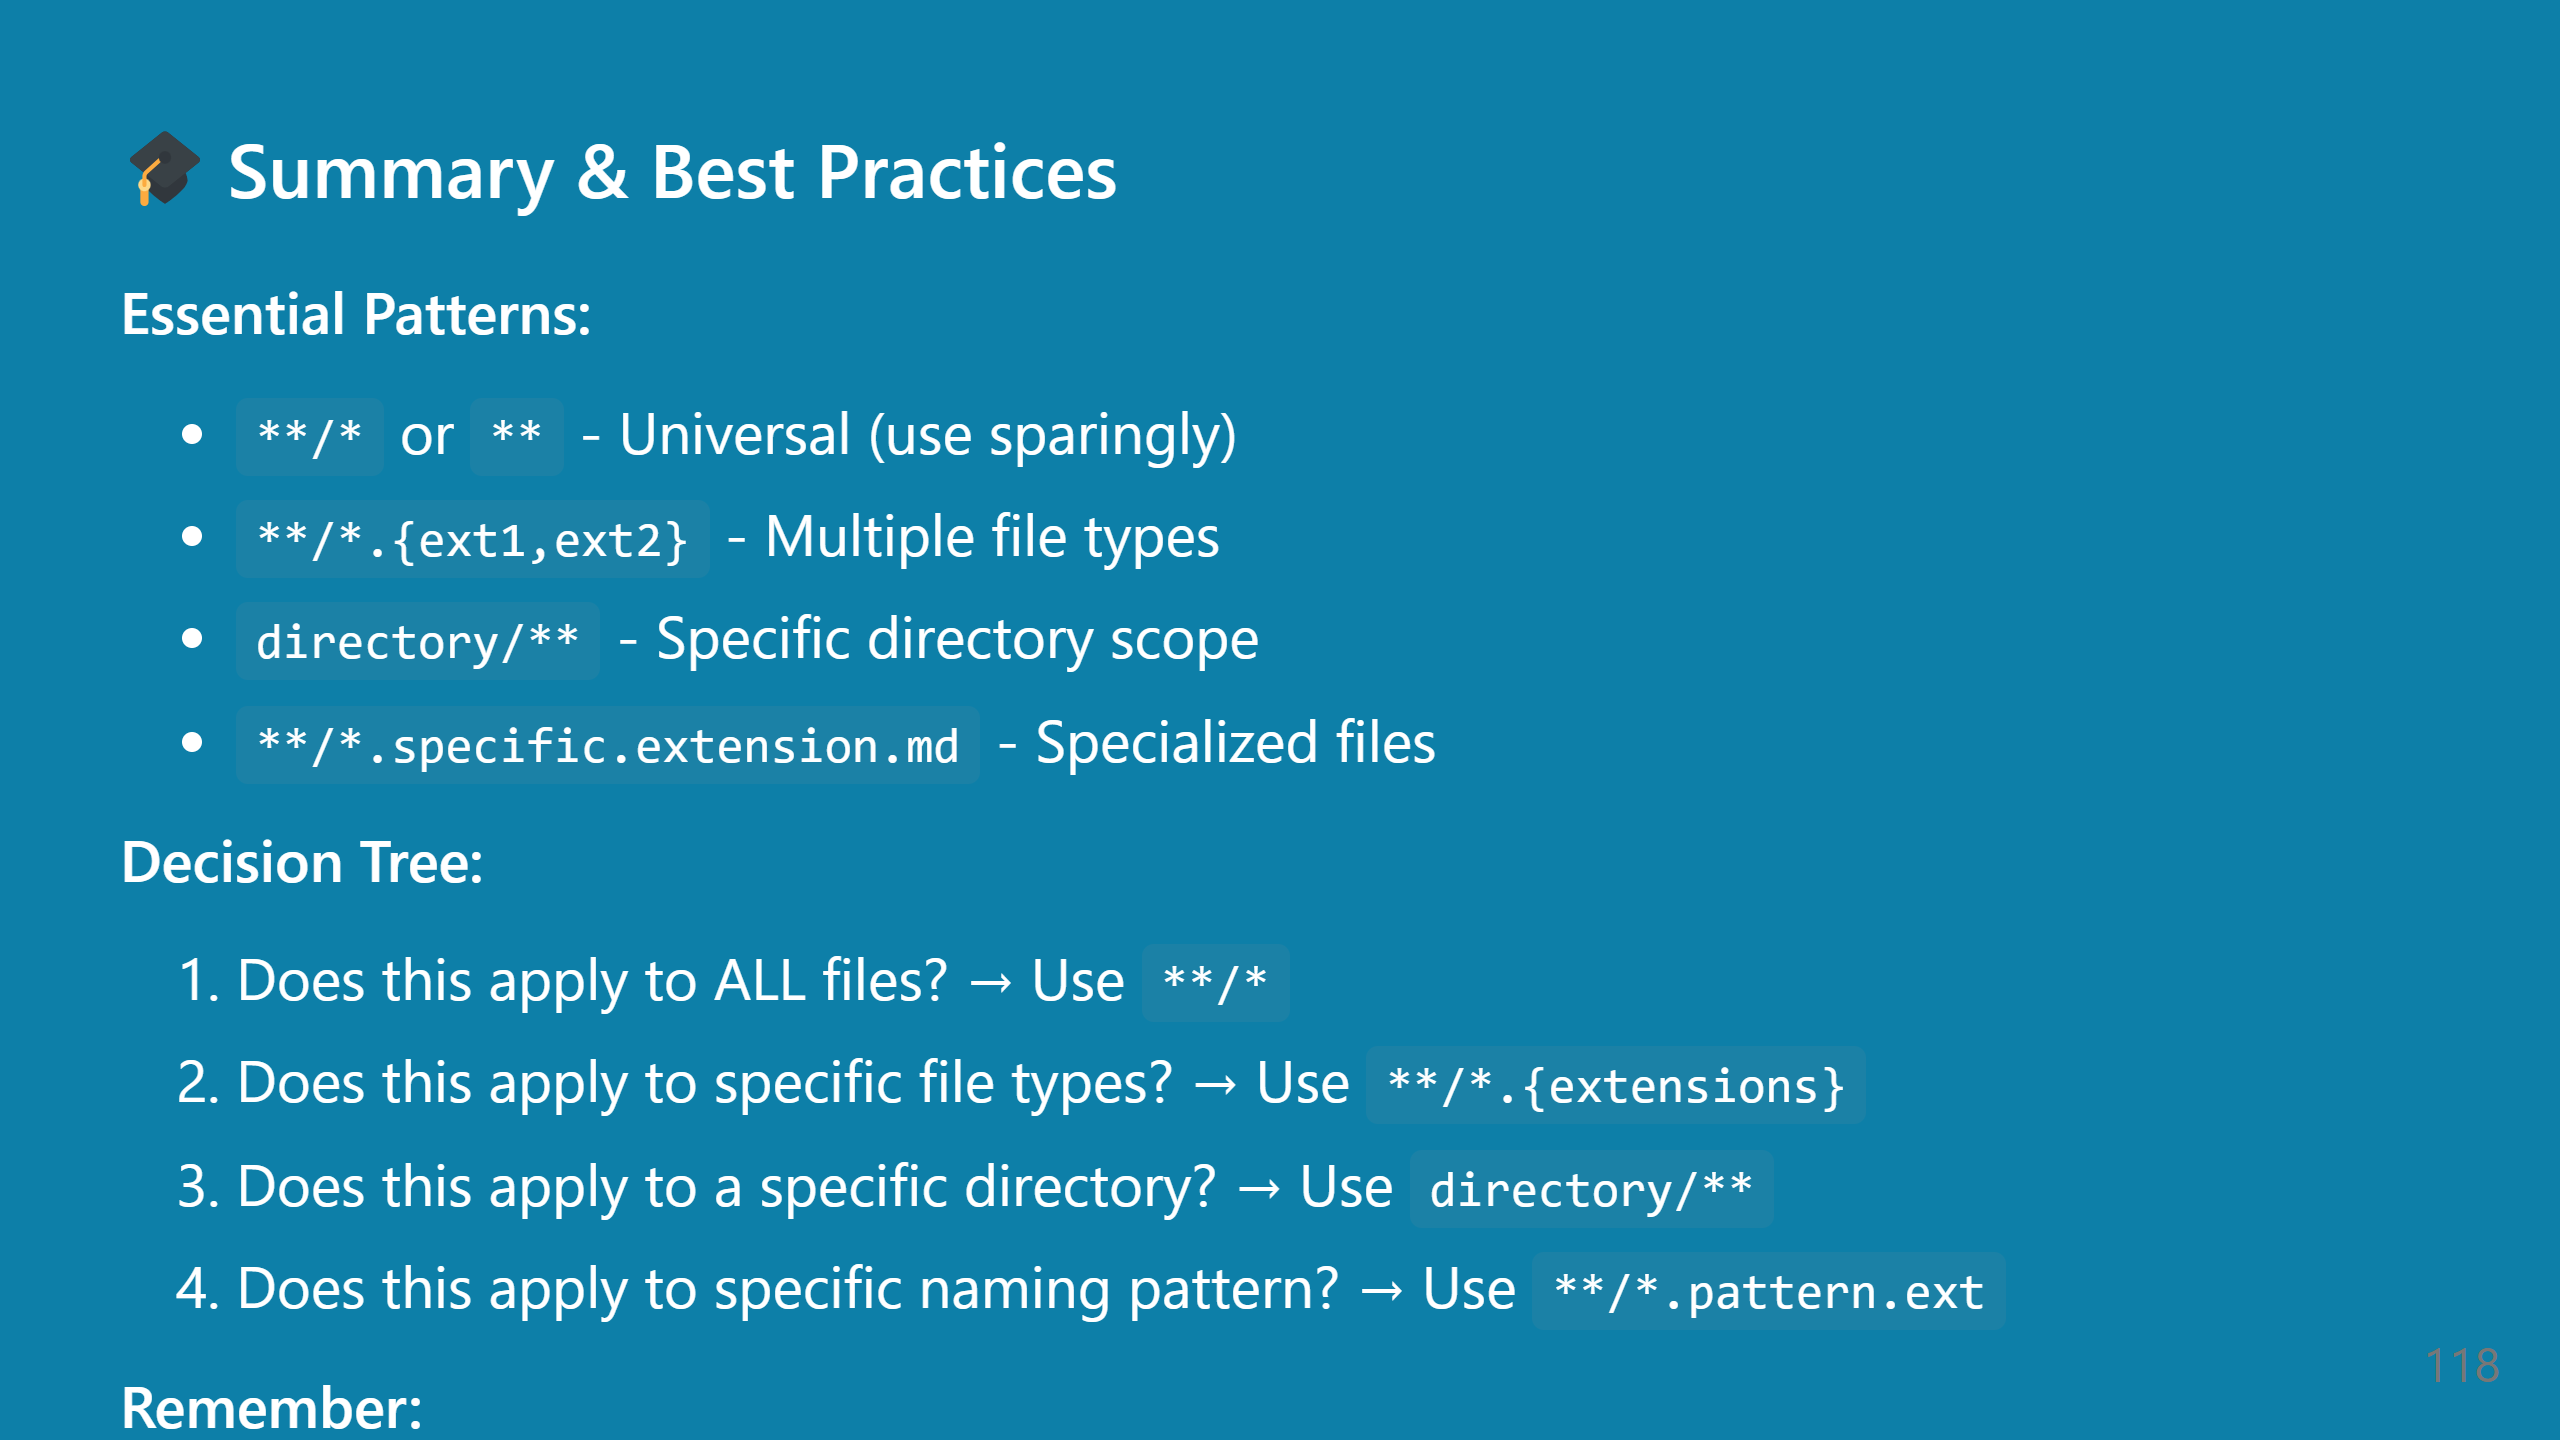 🎓 Summary & Best Practices
Essential Patterns:
• **/* or ** - Universal (use sparingly)
• **/*.{ext1,ext2} - Multiple file types
• directory/** - Specific directory scope
• **/*.specific.extension.md - Specialized files
Decision Tree:
1. Does this apply to ALL files? → Use **/*
2. Does this apply to specific file types? → Use **/*.{extensions}
3. Does this apply to a specific directory? → Use directory/**
4. Does this apply to specific naming pattern? → Use **/*.pattern.ext
118
Remember: